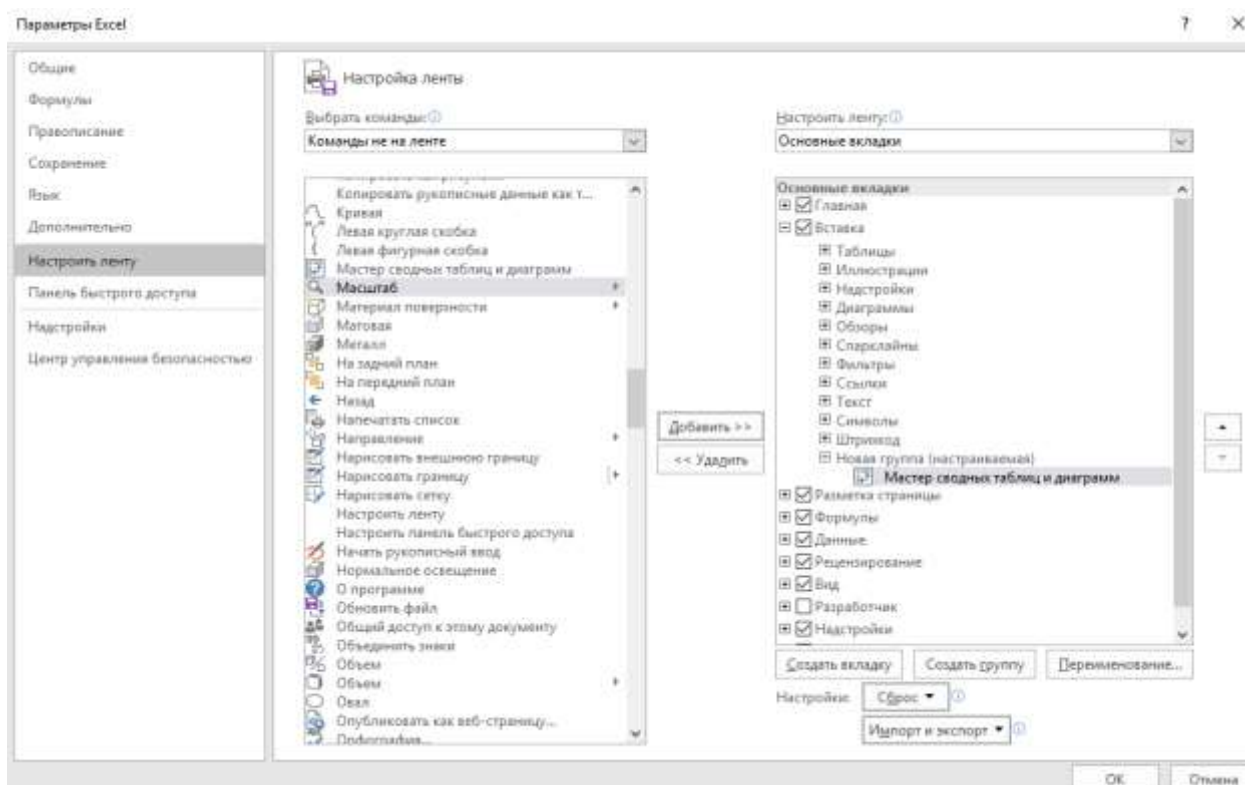 Параметры Excel
?
Общие
Формулы
Правописание
Сохранение
Язык
Дополнительно
Настроить ленту
Панель быстрого доступа
Надстройки
Центр управления безопасностью
Настройка ленты
Выбрать команды:
Команды не на ленте
Копировать рукописные данные как т...
Кривая
Левая круглая скобка
Левая фигурная скобка
Мастер сводных таблиц и диаграмм
Масштаб
Материал поверхности
Матовая
Металл
На задний план
На передний план
Назад
Напечатать список
Направление
Нарисовать внешнюю границу
Нарисовать границу
Нарисовать сетку
Настроить ленту
Настроить панель быстрого доступа
Начать рукописный ввод
Нормальное освещение
О программе
Обновить файл
Общий доступ к этому документу
Объединить знаки
Объем
Объем
Овал
Опубликовать как веб-страницу...
Орфография...
Добавить >>
<< Удалить
Настроить ленту:
Основные вкладки
Основные вкладки
Главная
Вставка
Таблицы
Иллюстрации
Надстройки
Диаграммы
Обзоры
Спарклайны
Фильтры
Ссылки
Текст
Символы
Штрихкод
Новая группа (настраиваемая)
Мастер сводных таблиц и диаграмм
Разметка страницы
Формулы
Данные
Рецензирование
Вид
Разработчик
Надстройки
Создать вкладку Создать группу Переименование...
Настройки: Сброс
Импорт и экспорт
ОК Отмена